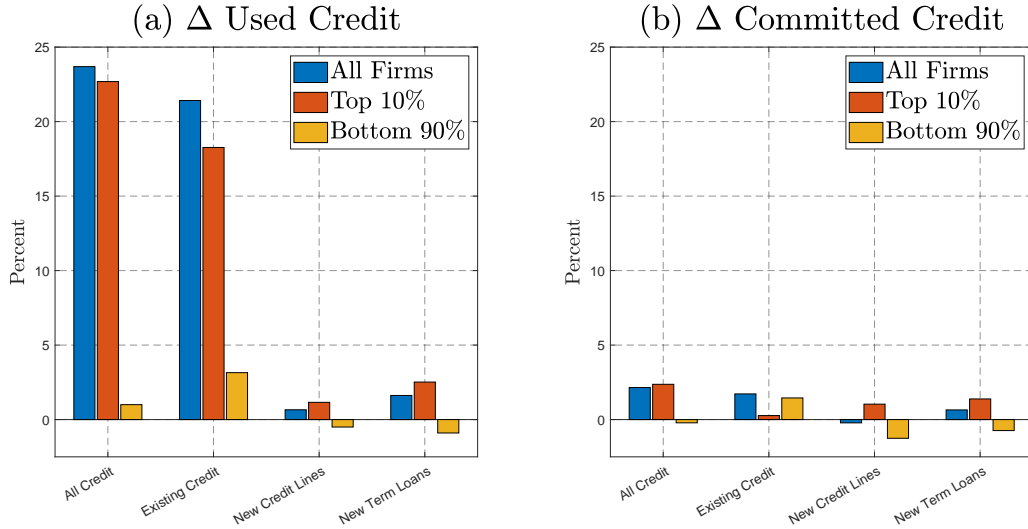 (a) Δ Used Credit
25
20
15
10
5
0
Percent
All Firms
Top 10%
Bottom 90%
All Credit
Existing Credit
New Credit Lines
New Term Loans
(b) Δ Committed Credit
25
20
15
10
5
0
Percent
All Firms
Top 10%
Bottom 90%
All Credit
Existing Credit
New Credit Lines
New Term Loans